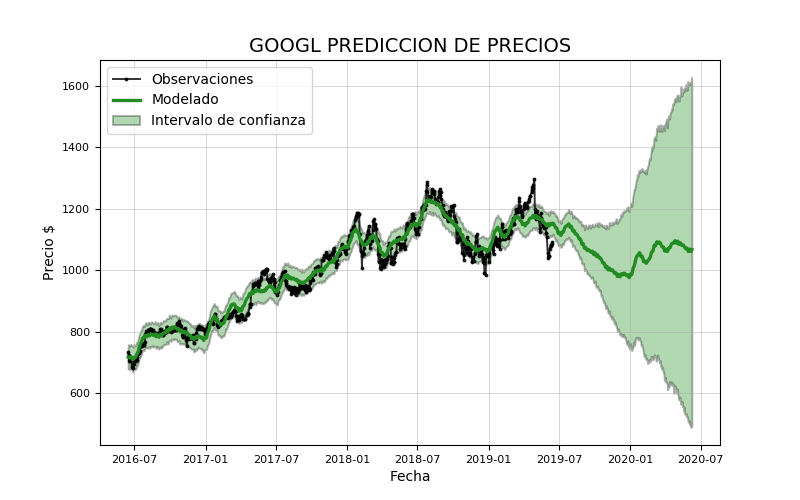 GOOGL PREDICCION DE PRECIOS
Observaciones
Modelado
Intervalo de confianza
Precio $
1600
1400
1200
1000
800
600
2016-07 2017-01 2017-07 2018-01 2018-07 2019-01 2019-07 2020-01 2020-07
Fecha